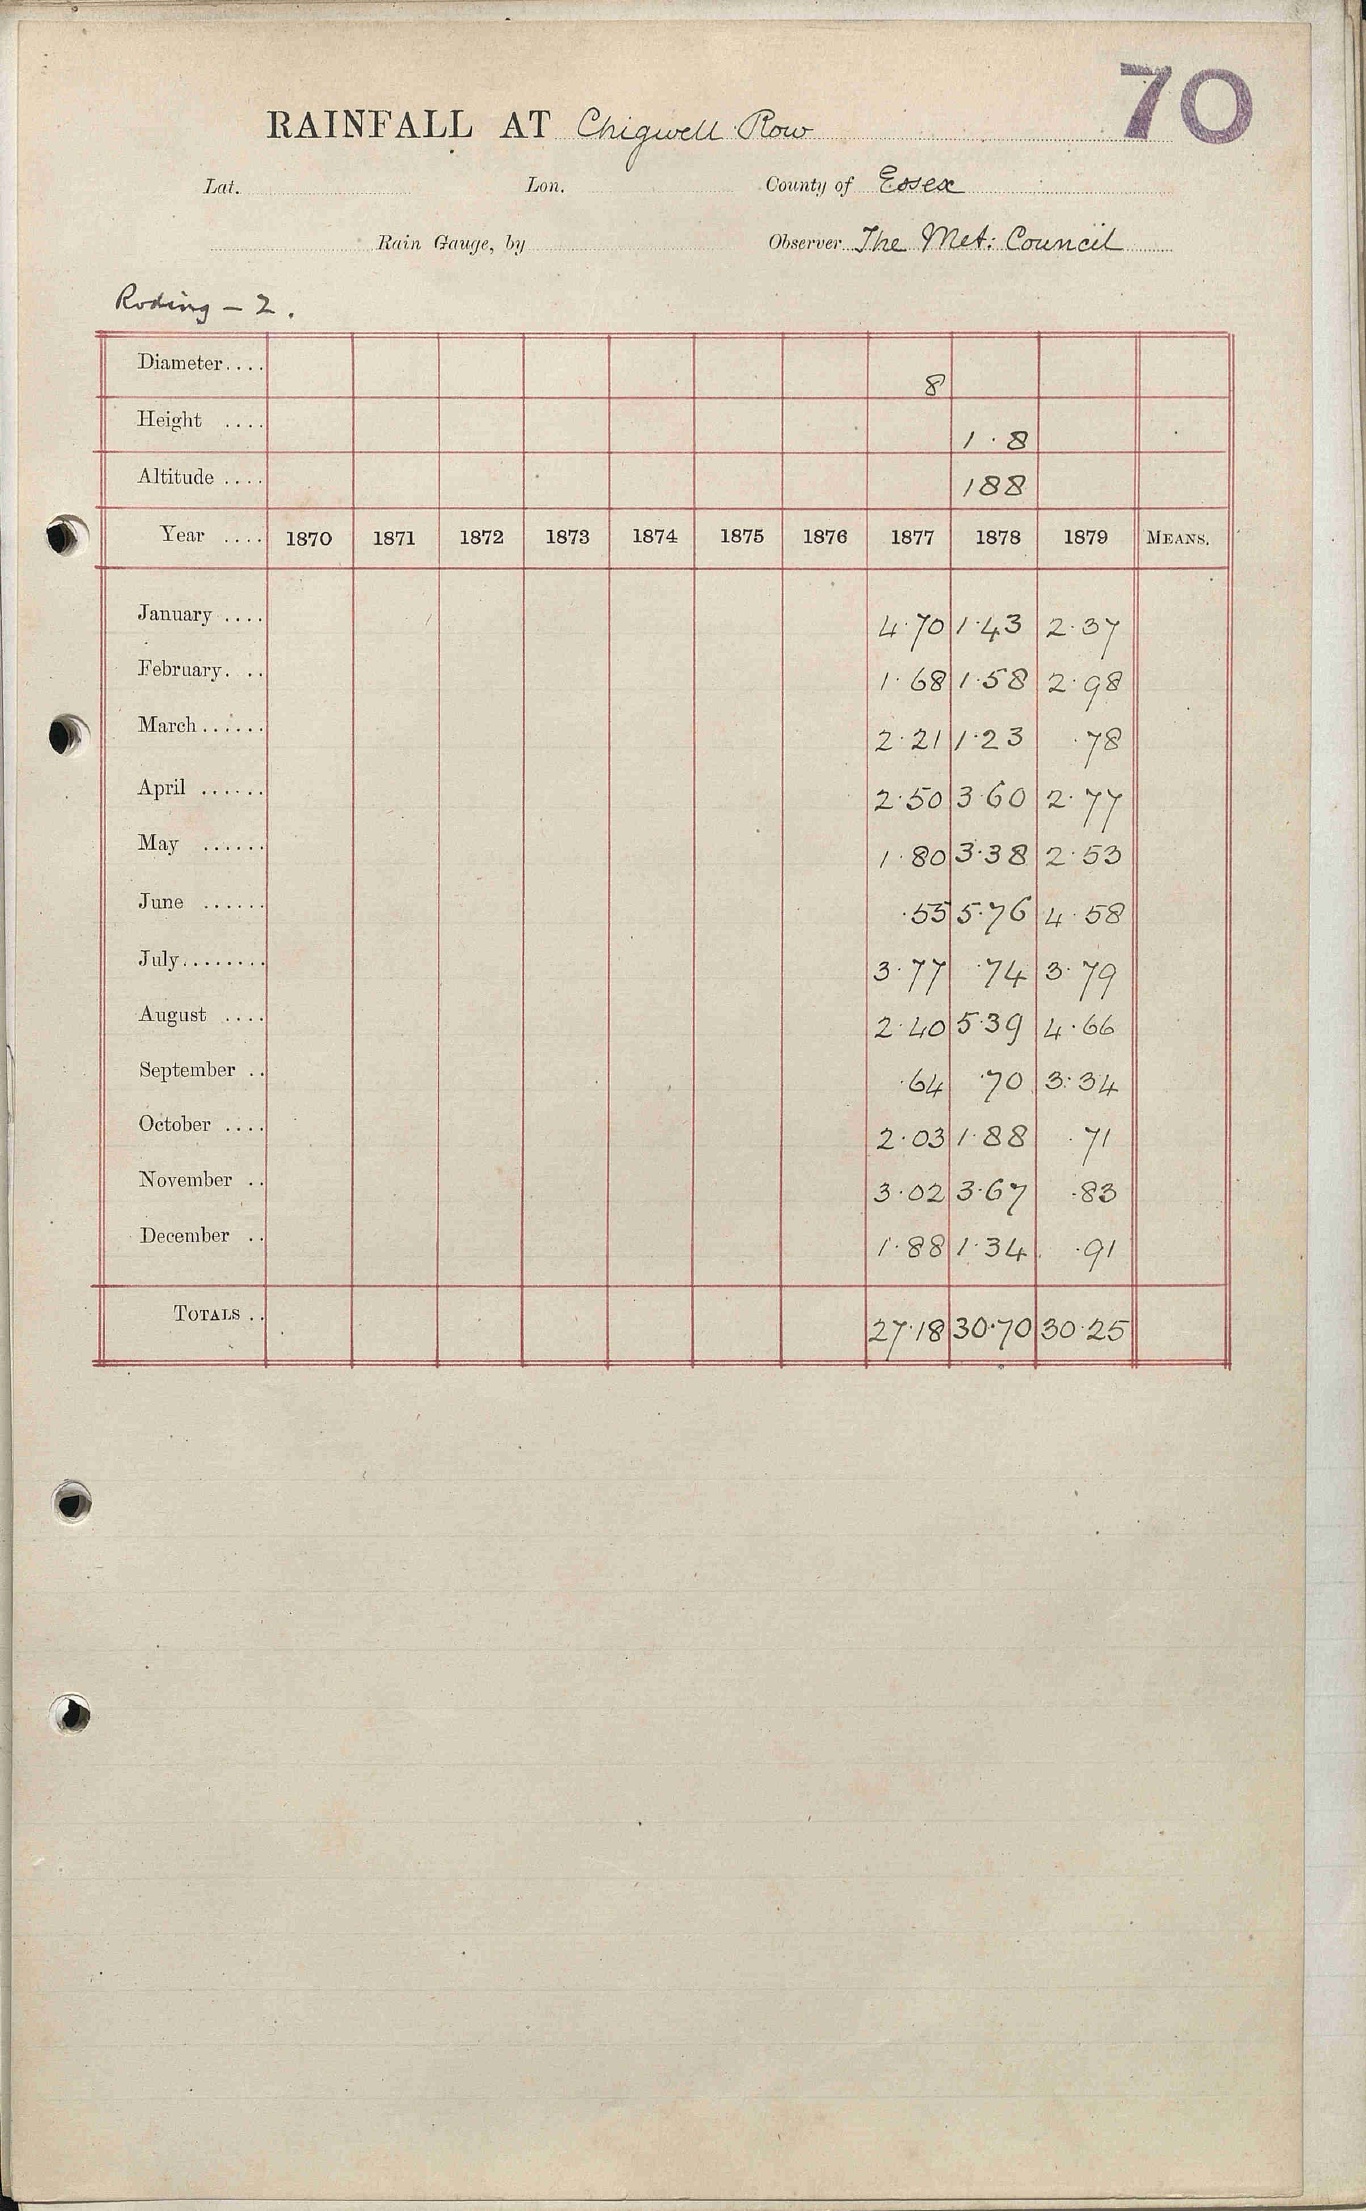 70
RAINFALL AT Chigwell Row
Lat. Lon. County of Essex
Rain Gauge, by Observer The Met: Council
Roding – 2.
Diameter.... 8
Height .... 1.8
Altitude .... 188
Year .... 1870 1871 1872 1873 1874 1875 1876 1877 1878 1879 MEANS.
January .... 4.70 1.43 2.37
February. .. 1.68 1.58 2.98
March...... 2.21 1.23 .78
April ...... 2.50 3.60 2.77
May ...... 1.80 3.38 2.53
June ...... .55 5.76 4.58
July........ 3.77 .74 3.79
August .... 2.40 5.39 4.66
September .. .64 .70 3.34
October .... 2.03 1.88 .71
November .. 3.02 3.67 .83
December .. 1.88 1.34 .91
TOTALS .. 27.18 30.70 30.25